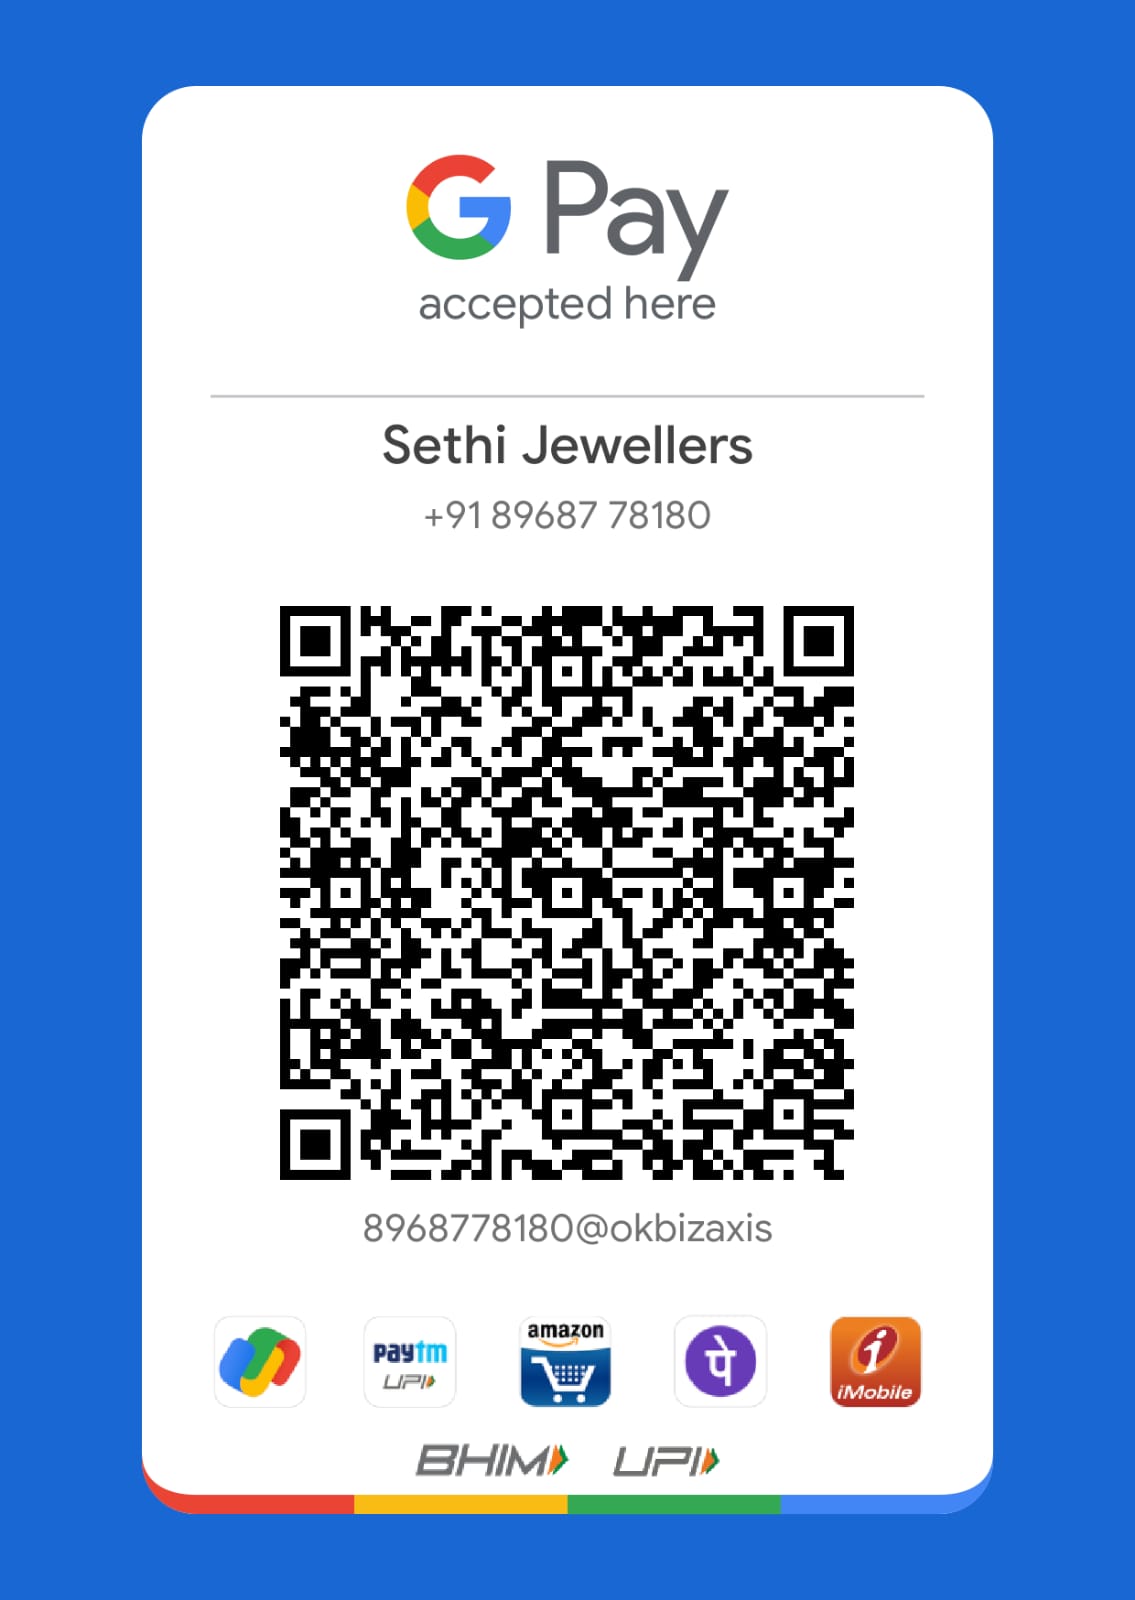 G Pay
accepted here
Sethi Jewellers
+91 89687 78180
8968778180@okbizaxis
paytm
UPI
amazon
पे
i
iMobile
BHIM UPI